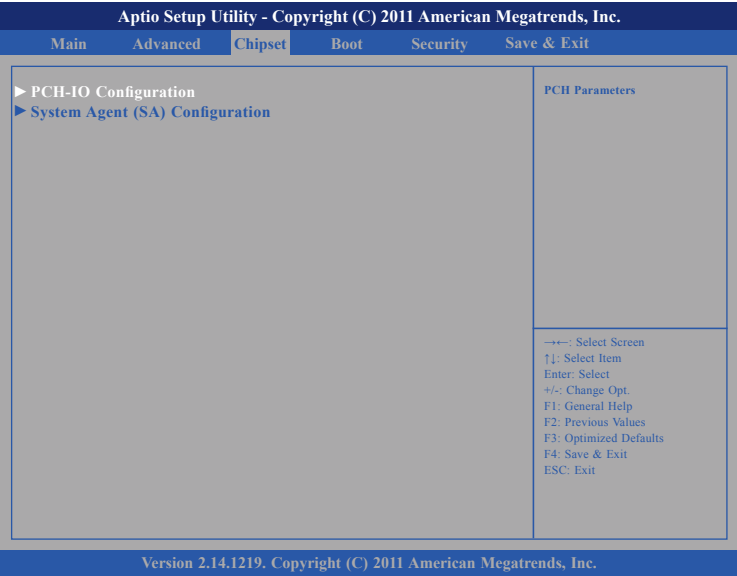 Aptio Setup Utility - Copyright (C) 2011 American Megatrends, Inc.
Main Advanced Chipset Boot Security Save & Exit
▶ PCH-IO Configuration
▶ System Agent (SA) Configuration
PCH Parameters
→←: Select Screen
↑↓: Select Item
Enter: Select
+/-: Change Opt.
F1: General Help
F2: Previous Values
F3: Optimized Defaults
F4: Save & Exit
ESC: Exit
Version 2.14.1219. Copyright (C) 2011 American Megatrends, Inc.